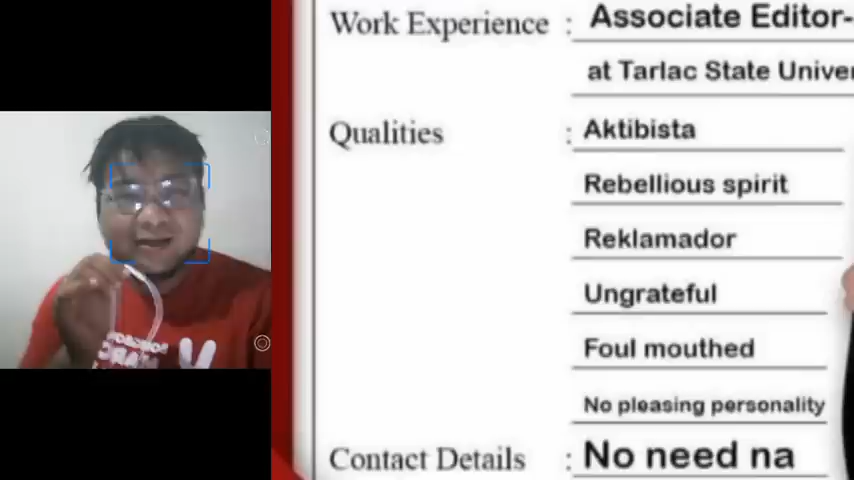 Work Experience : Associate Editor-
at Tarlac State Univer
Qualities : Aktibista
Rebellious spirit
Reklamador
Ungrateful
Foul mouthed
No pleasing personality
Contact Details : No need na